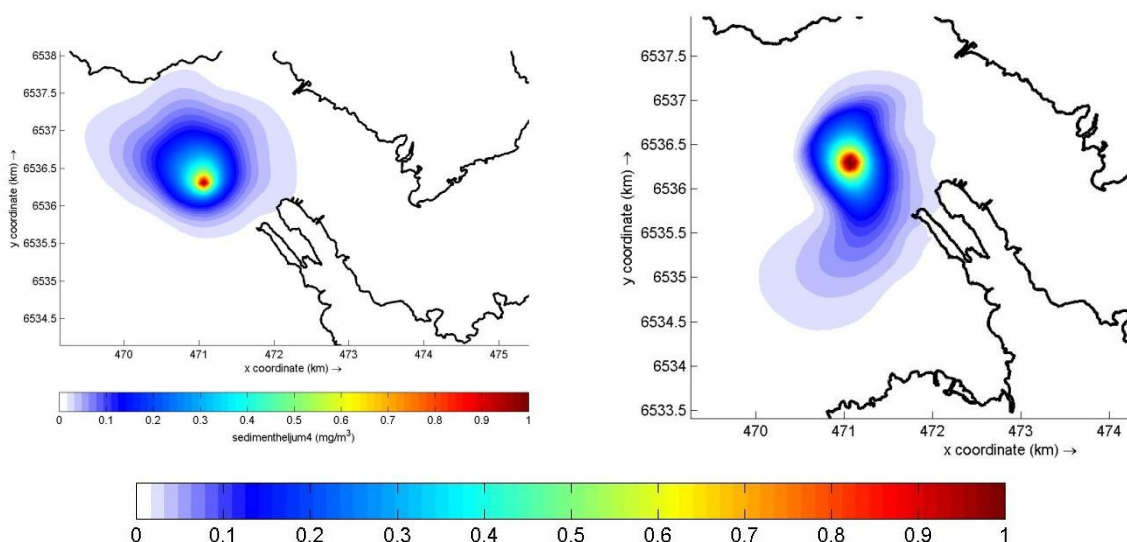 6538
6537.5
6537
6536.5
6536
6535.5
6535
6534.5
y coordinate (km) →
470 471 472 473 474 475
x coordinate (km) →
0 0.1 0.2 0.3 0.4 0.5 0.6 0.7 0.8 0.9 1
sedimentheljum4 (mg/m³)
6537.5
6537
6536.5
6536
6535.5
6535
6534.5
6534
6533.5
y coordinate (km) →
470 471 472 473 474
x coordinate (km) →
0 0.1 0.2 0.3 0.4 0.5 0.6 0.7 0.8 0.9 1